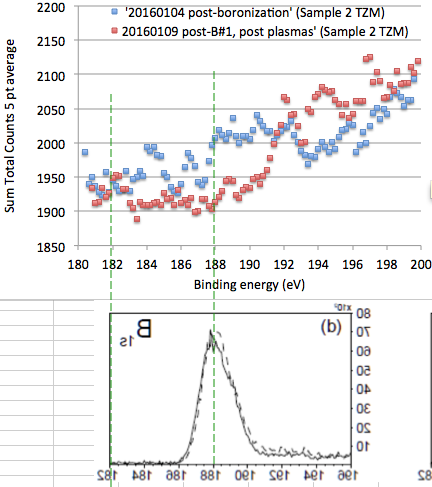 Sum Total Counts 5 pt average
2200
2150
2100
2050
2000
1950
1900
1850
'20160104 post-boronization' (Sample 2 TZM)
20160109 post-B#1, post plasmas' (Sample 2 TZM)
180 182 184 186 188 190 192 194 196 198 200
Binding energy (eV)
B 1s
(b)
x10³
80
70
60
50
40
30
20
10
182 184 186 188 190 192 194 196